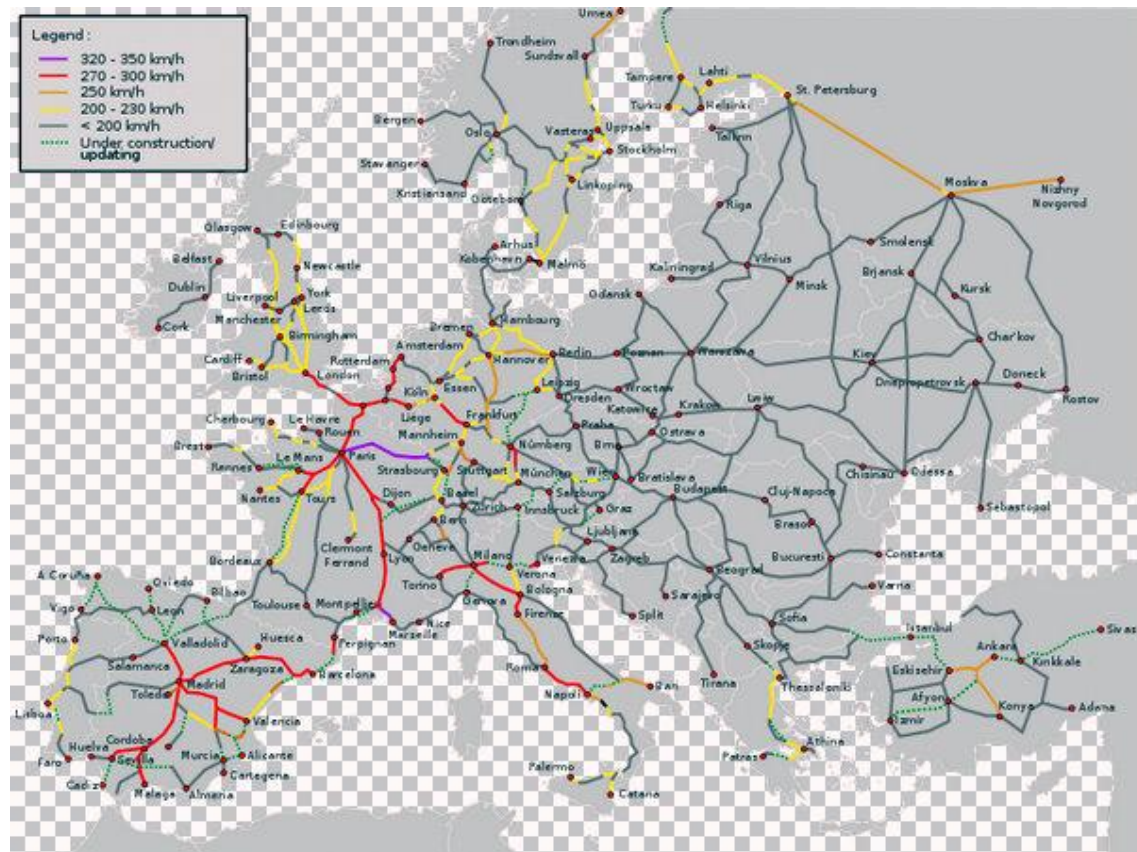 Legend :
320 - 350 km/h
270 - 300 km/h
250 km/h
200 - 230 km/h
< 200 km/h
Under construction/
updating
Umea
Trondheim
Sundsvall
Tampere
Lahti
St. Petersburg
Turku
Helsinki
Bergen
Oslo
Vasteras
Uppsala
Stockholm
Tallinn
Stavanger
Kristiansand
Linkoping
Göteborg
Moskva
Nizhny
Novgorod
Riga
Glasgow
Edinbourg
Belfast
Arhus
Kobenhavn
Malmö
Smolensk
Newcastle
Kaliningrad
Vilnius
Minsk
Brjansk
Dublin
Liverpool
York
Leeds
Manchester
Gdansk
Kursk
Cork
Birmingham
Hambourg
Bremen
Amsterdam
Char'kov
Cardiff
Bristol
London
Rotterdam
Hannover
Berlin
Poznan
Warszawa
Kiev
Essen
Köln
Leipzig
Dresden
Wroctaw
Dnepropetrovsk
Doneck
Rostov
Liège
Frankfurt
Katowice
Krakow
Lwiw
Cherbourg
Le Havre
Rouen
Mannheim
Praha
Ostrava
Brest
Rennes
Le Mans
Paris
Nürnberg
Brno
Strasbourg
Stuttgart
München
Wien
Bratislava
Chisinau
Odessa
Nantes
Tours
Dijon
Basel
Zürich
Salzburg
Innsbruck
Graz
Budapest
Cluj-Napoca
Sebastopol
Bern
Brasov
Clermont
Ferrand
Geneve
Ljubljana
Zagreb
Bordeaux
Lyon
Milano
Venezia
Bucuresti
Constanta
Verona
Beograd
A Coruña
Oviedo
Bilbao
Torino
Bologna
Varna
Sarajevo
Vigo
Leon
Toulouse
Montpellier
Genova
Firenze
Split
Sofia
Nice
Marseille
Istanbul
Sivas
Porto
Valladolid
Huesca
Perpignan
Skopje
Ankara
Kirikkale
Salamanca
Zaragoza
Barcelona
Roma
Eskisehir
Toledo
Madrid
Tirana
Thessaloniki
Napoli
Bari
Afyon
Konya
Adana
Lisboa
Valencia
Izmir
Cordoba
Huelva
Sevilla
Murcia
Alicante
Athina
Patras
Faro
Cartegena
Palermo
Cadiz
Malaga
Almeria
Catana